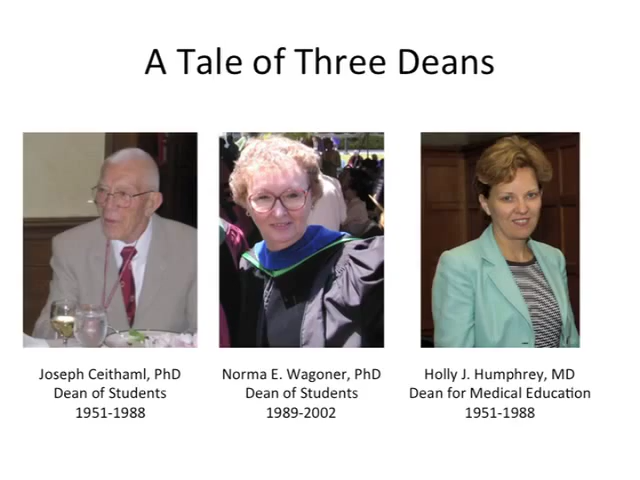 A Tale of Three Deans
Joseph Ceithaml, PhD
Dean of Students
1951-1988
Norma E. Wagoner, PhD
Dean of Students
1989-2002
Holly J. Humphrey, MD
Dean for Medical Education
1951-1988